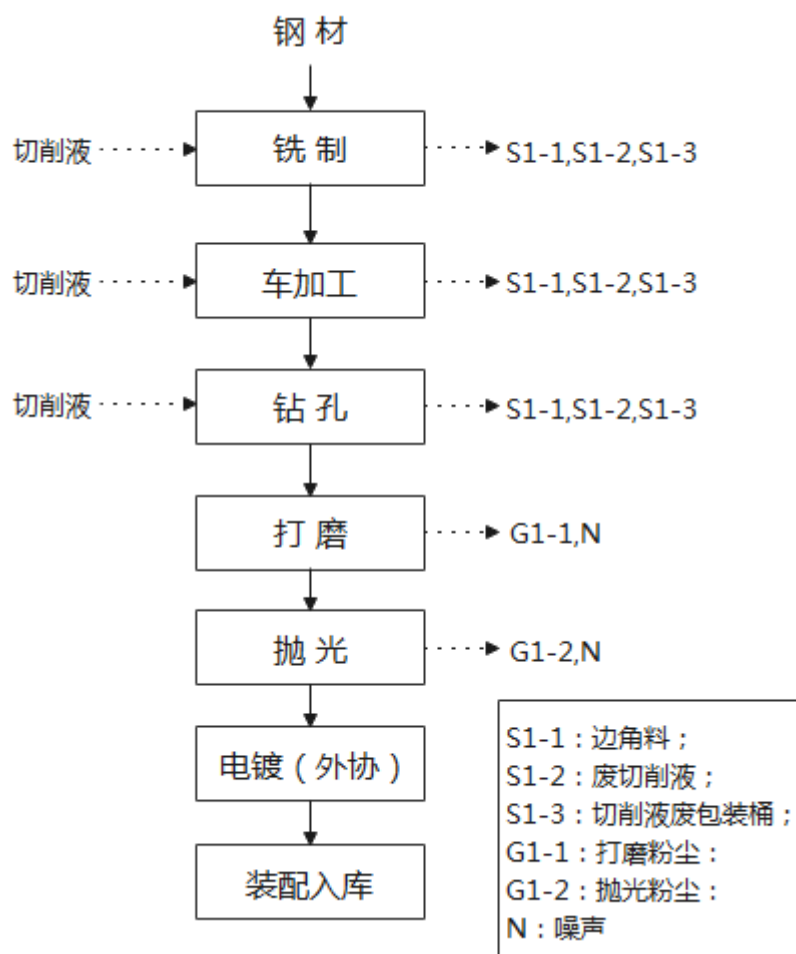 钢 材
切削液
铣 制
S1-1,S1-2,S1-3
切削液
车加工
S1-1,S1-2,S1-3
切削液
钻 孔
S1-1,S1-2,S1-3
打 磨
G1-1,N
抛 光
G1-2,N
电镀（外协）
装配入库
S1-1：边角料；
S1-2：废切削液；
S1-3：切削液废包装桶；
G1-1：打磨粉尘：
G1-2：抛光粉尘：
N：噪声